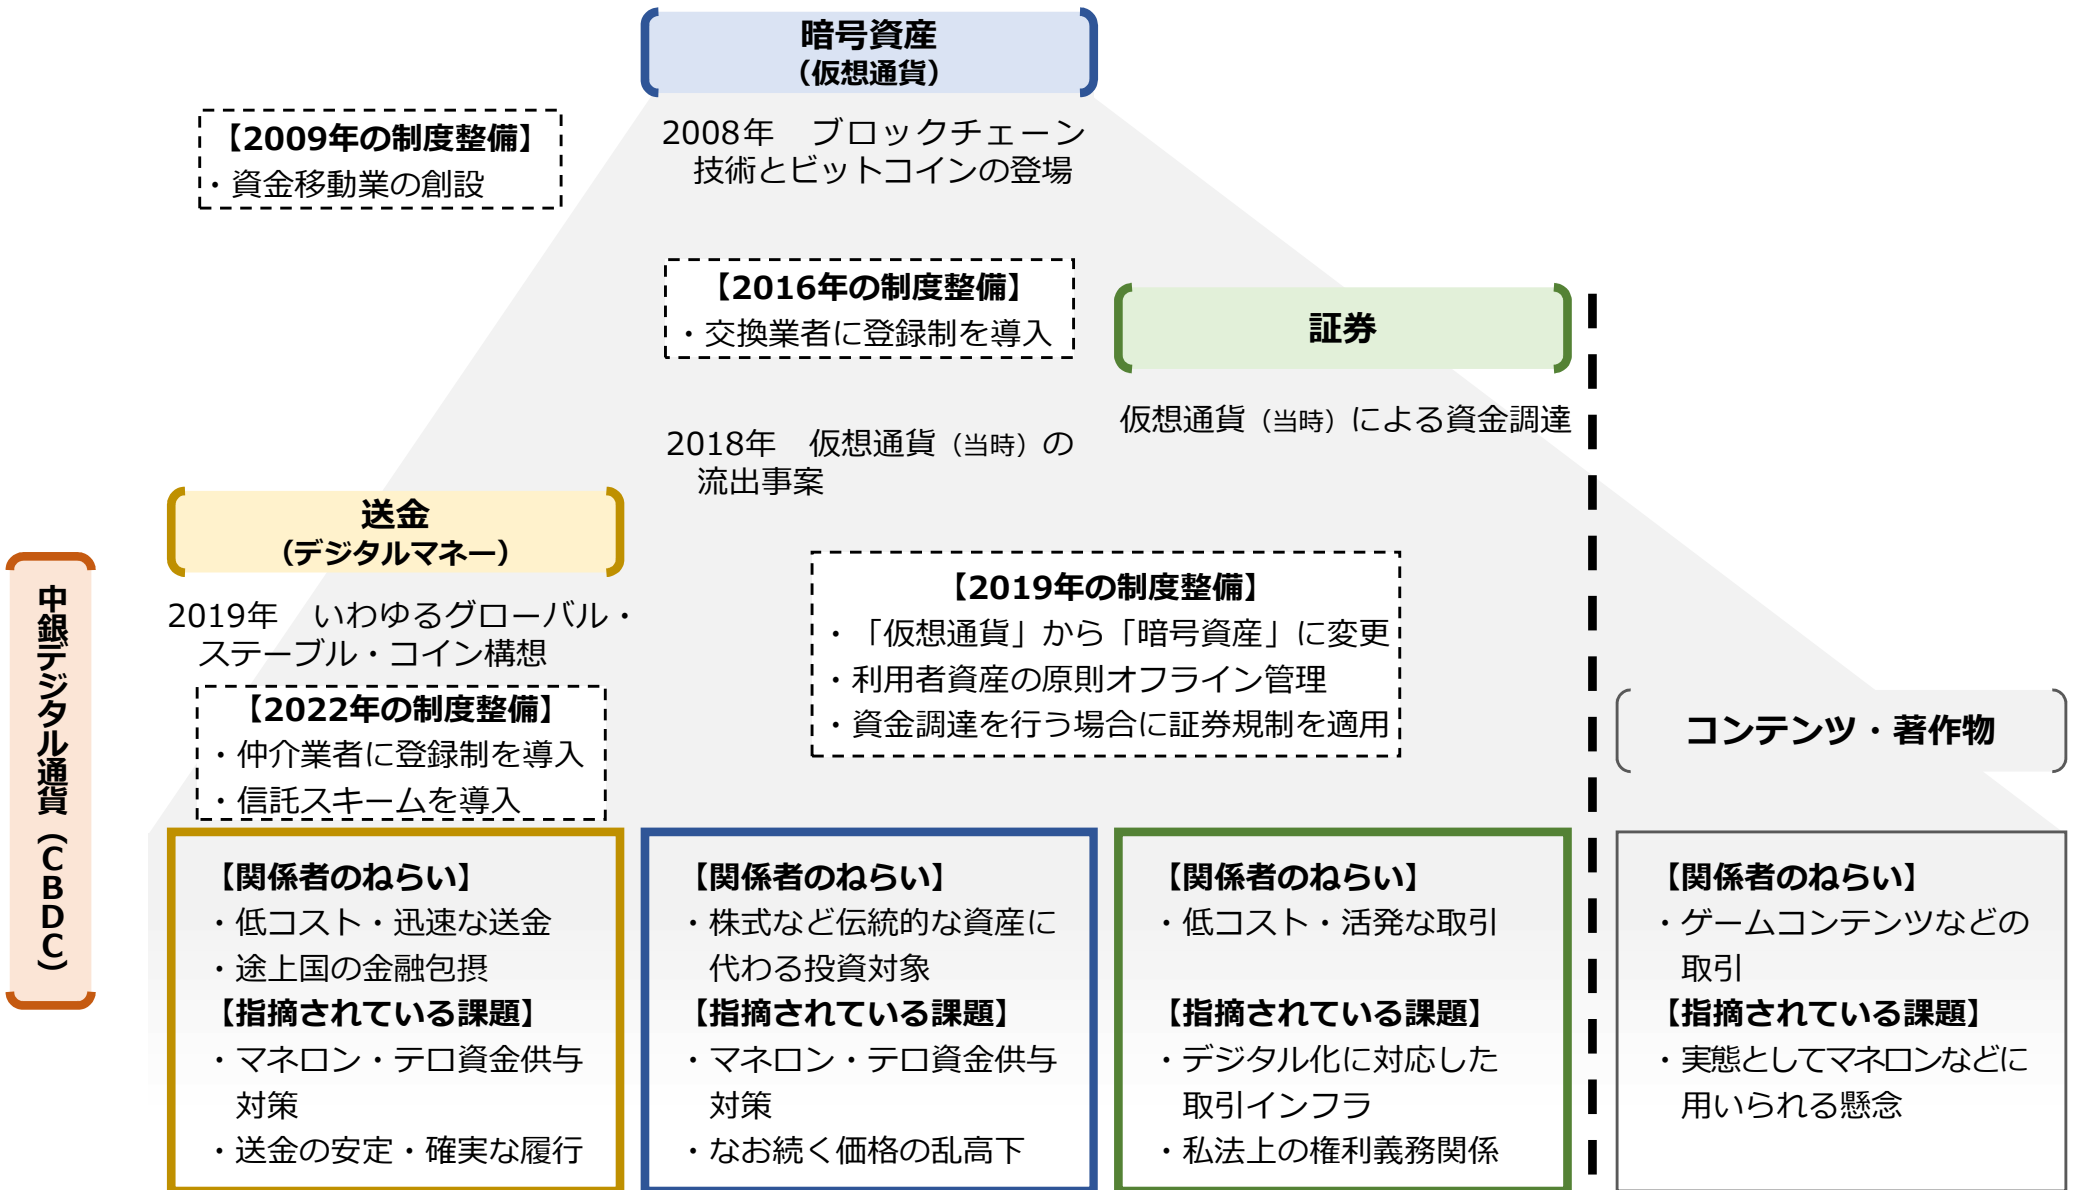 暗号資産
（仮想通貨）
【2009年の制度整備】
・資金移動業の創設
2008年　ブロックチェーン
技術とビットコインの登場
【2016年の制度整備】
・交換業者に登録制を導入
証券
仮想通貨（当時）による資金調達
2018年　仮想通貨（当時）の
流出事案
送金
（デジタルマネー）
2019年　いわゆるグローバル・
ステーブル・コイン構想
【2019年の制度整備】
・「仮想通貨」から「暗号資産」に変更
・利用者資産の原則オフライン管理
・資金調達を行う場合に証券規制を適用
【2022年の制度整備】
・仲介業者に登録制を導入
・信託スキームを導入
コンテンツ・著作物
中銀デジタル通貨（ＣＢＤＣ）
【関係者のねらい】
・低コスト・迅速な送金
・途上国の金融包摂
【指摘されている課題】
・マネロン・テロ資金供与
対策
・送金の安定・確実な履行
【関係者のねらい】
・株式など伝統的な資産に
代わる投資対象
【指摘されている課題】
・マネロン・テロ資金供与
対策
・なお続く価格の乱高下
【関係者のねらい】
・低コスト・活発な取引
【指摘されている課題】
・デジタル化に対応した
取引インフラ
・私法上の権利義務関係
【関係者のねらい】
・ゲームコンテンツなどの
取引
【指摘されている課題】
・実態としてマネロンなどに
用いられる懸念